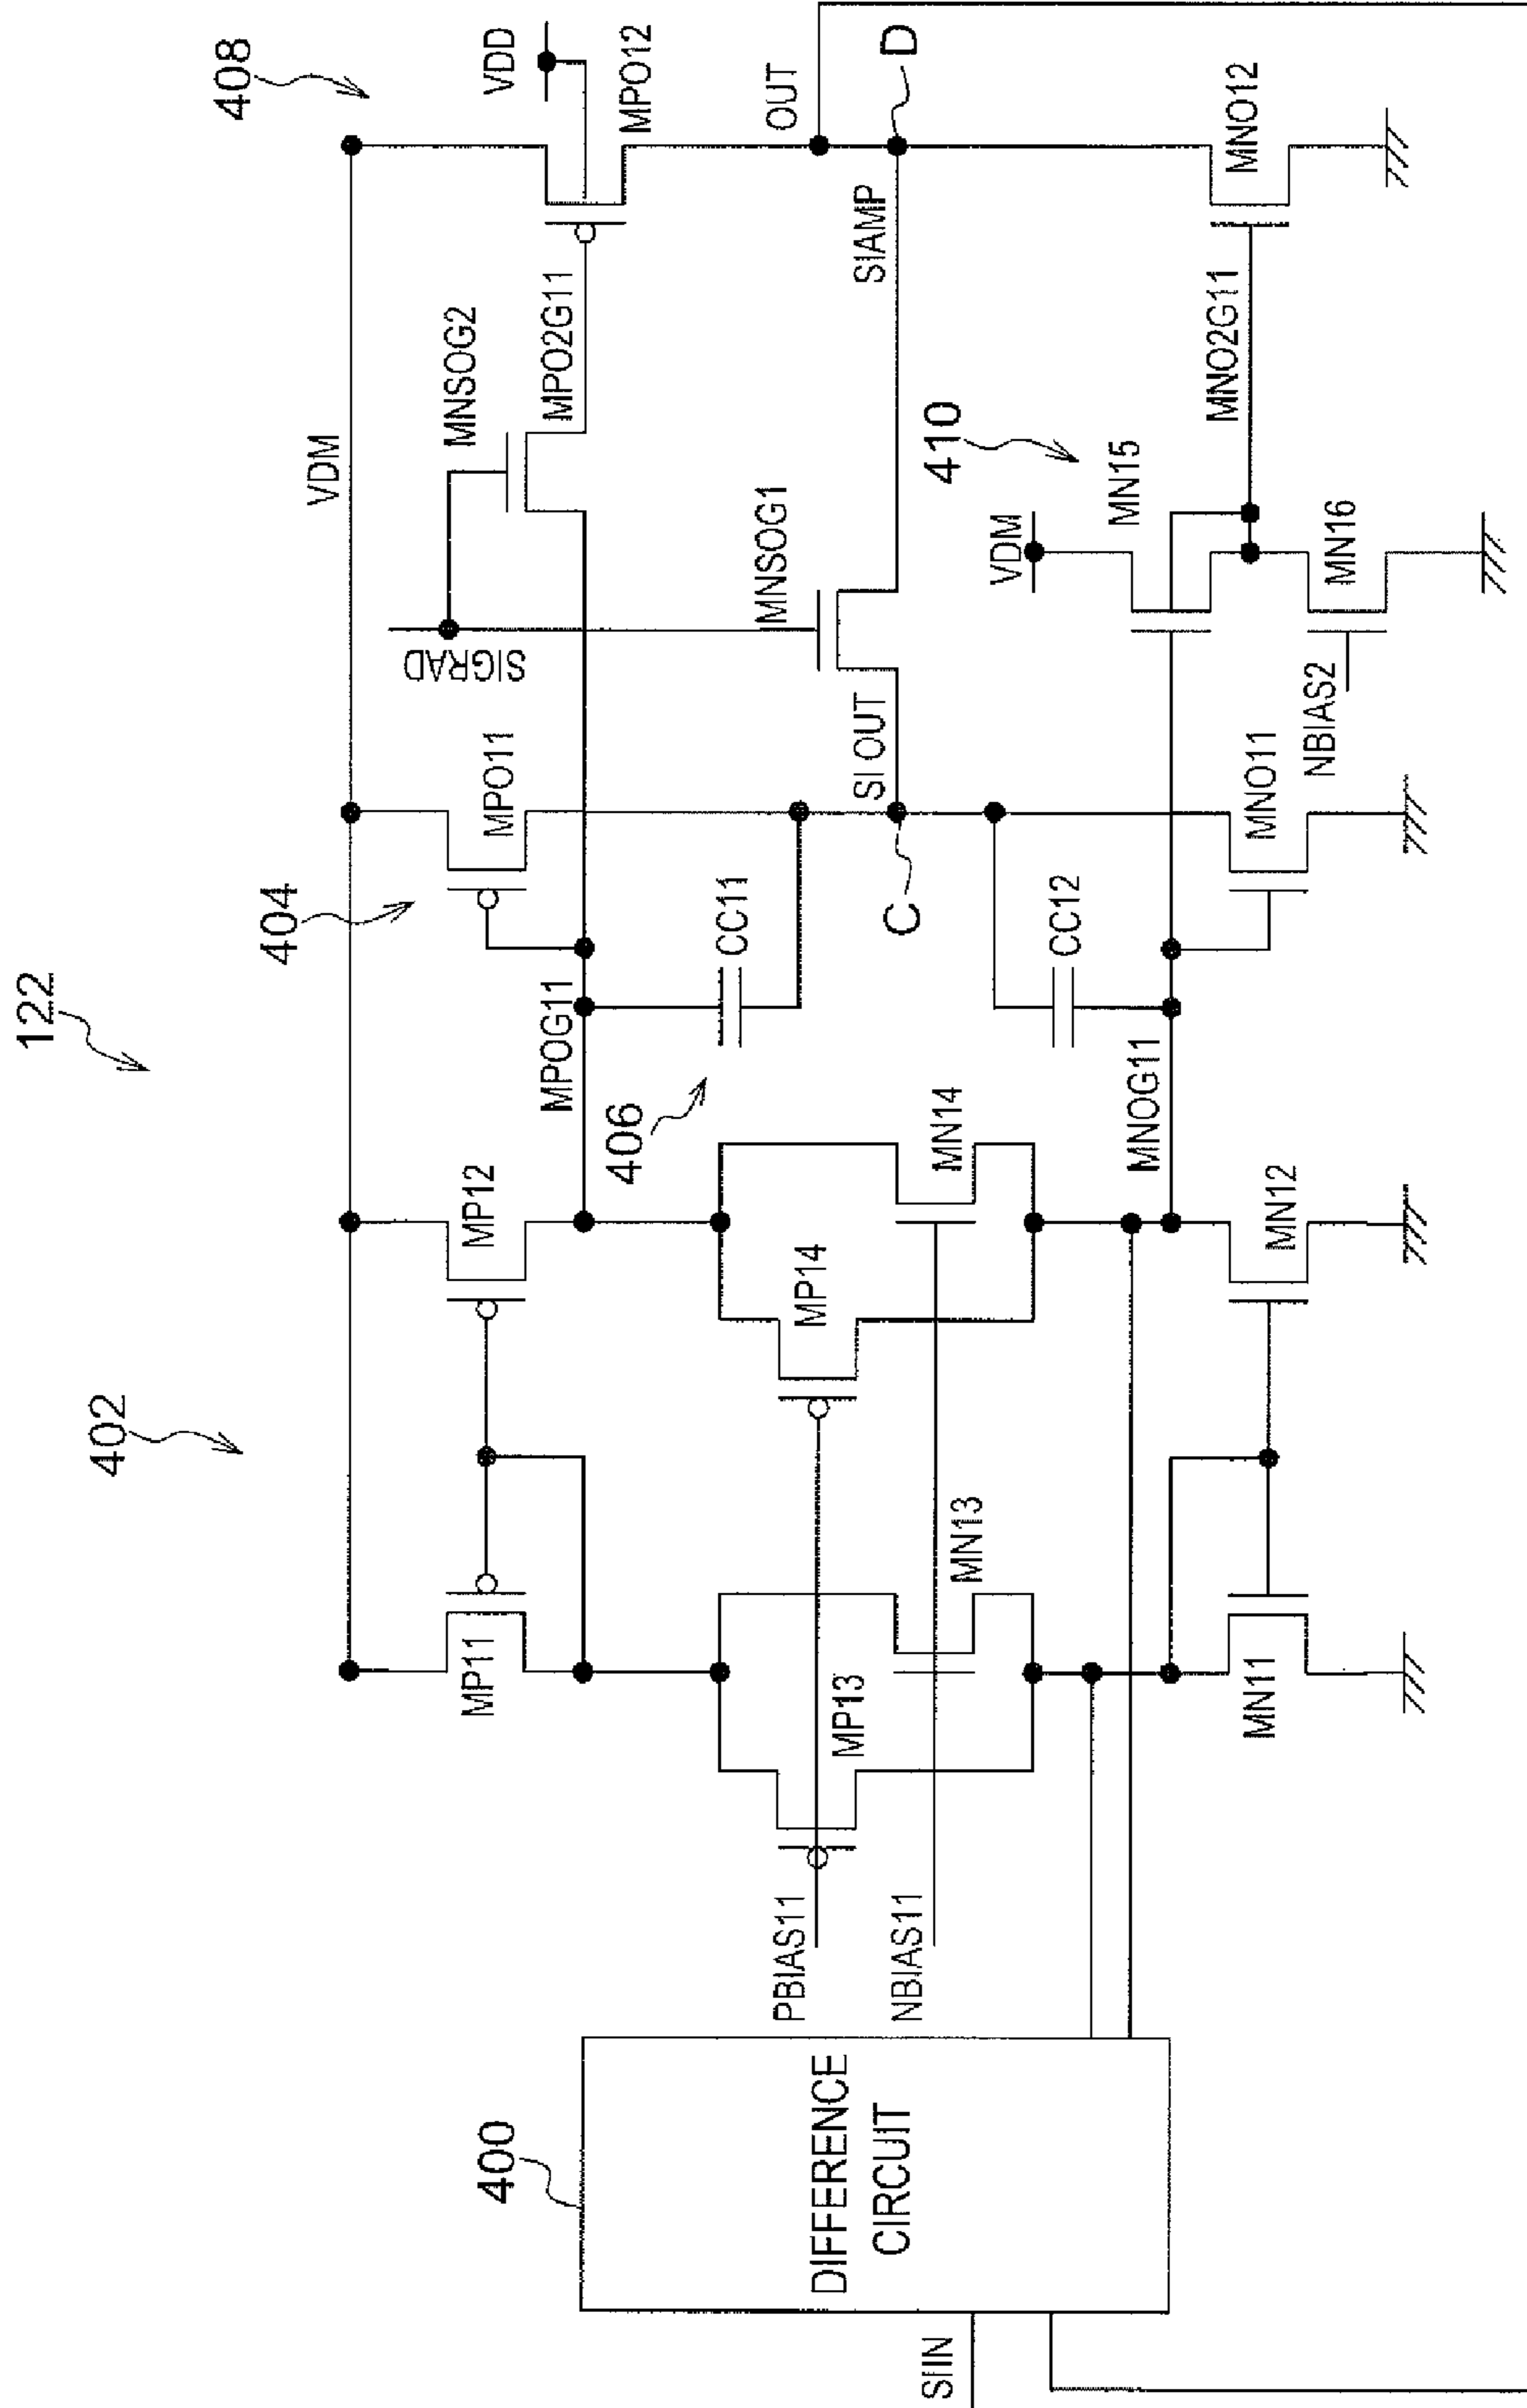 122
402
404
408
VDM
VDD
MP11
MP12
MPO11
MNSOG2
MPO12
MPOG11
MPO2G11
SIGRAD
406
CC11
MNSOG1
OUT
D
PBIAS11
MP13
MP14
SI OUT
SIAMP
C
NBIAS11
MN13
MN14
CC12
410
VDM
MN15
MNOG11
MNO2G11
MN11
MN12
MNO11
NBIAS2
MN16
MNO12
400
DIFFERENCE
CIRCUIT
SIIN